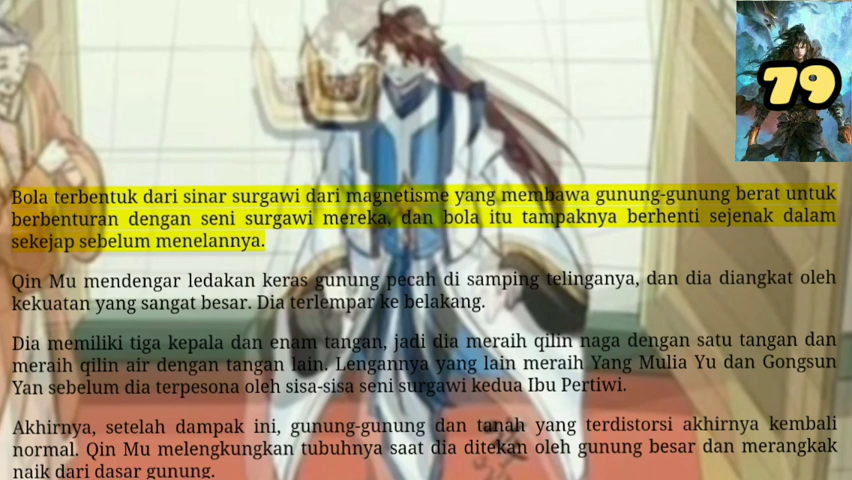 79
Bola terbentuk dari sinar surgawi dari magnetisme yang membawa gunung-gunung berat untuk
berbenturan dengan seni surgawi mereka, dan bola itu tampaknya berhenti sejenak dalam
sekejap sebelum menelannya.
Qin Mu mendengar ledakan keras gunung pecah di samping telinganya, dan dia diangkat oleh
kekuatan yang sangat besar. Dia terlempar ke belakang.
Dia memiliki tiga kepala dan enam tangan, jadi dia meraih qilin naga dengan satu tangan dan
meraih qilin air dengan tangan lain. Lengannya yang lain meraih Yang Mulia Yu dan Gongsun
Yan sebelum dia terpesona oleh sisa-sisa seni surgawi kedua Ibu Pertiwi.
Akhirnya, setelah dampak ini, gunung-gunung dan tanah yang terdistorsi akhirnya kembali
normal. Qin Mu melengkungkan tubuhnya saat dia ditekan oleh gunung besar dan merangkak
naik dari dasar gunung.